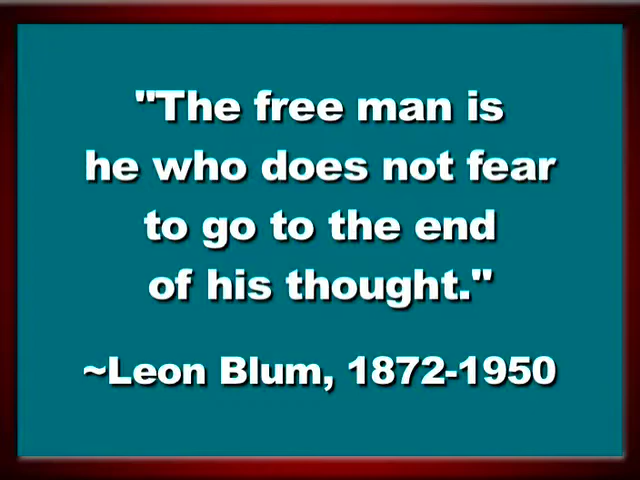 "The free man is
he who does not fear
to go to the end
of his thought."
~Leon Blum, 1872-1950